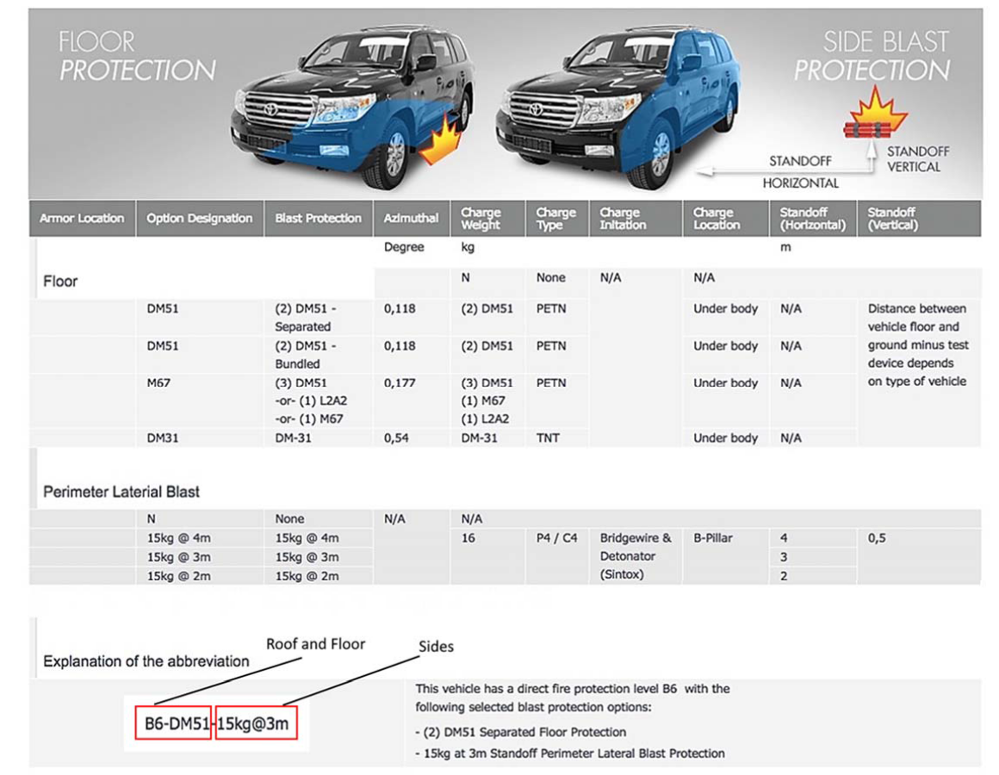 FLOOR
PROTECTION
SIDE BLAST
PROTECTION
STANDOFF
HORIZONTAL
STANDOFF
VERTICAL
Armor Location Option Designation Blast Protection Azimuthal Charge Weight Charge Type Charge Initation Charge Location Standoff (Horizontal) Standoff (Vertical)
Degree kg m
Floor N None N/A N/A
DM51 (2) DM51 - 0,118 (2) DM51 PETN Under body N/A Distance between
Separated vehicle floor and
DM51 (2) DM51 - 0,118 (2) DM51 PETN Under body N/A ground minus test
Bundled device depends
M67 (3) DM51 0,177 (3) DM51 PETN Under body N/A on type of vehicle
-or- (1) L2A2 (1) M67
-or- (1) M67 (1) L2A2
DM31 DM-31 0,54 DM-31 TNT Under body N/A
Perimeter Laterial Blast
N None N/A N/A
15kg @ 4m 15kg @ 4m 16 P4 / C4 Bridgewire & B-Pillar 4 0,5
15kg @ 3m 15kg @ 3m Detonator 3
15kg @ 2m 15kg @ 2m (Sintox) 2
Roof and Floor Sides
Explanation of the abbreviation
B6-DM51-15kg@3m
This vehicle has a direct fire protection level B6 with the
following selected blast protection options:
- (2) DM51 Separated Floor Protection
- 15kg at 3m Standoff Perimeter Lateral Blast Protection